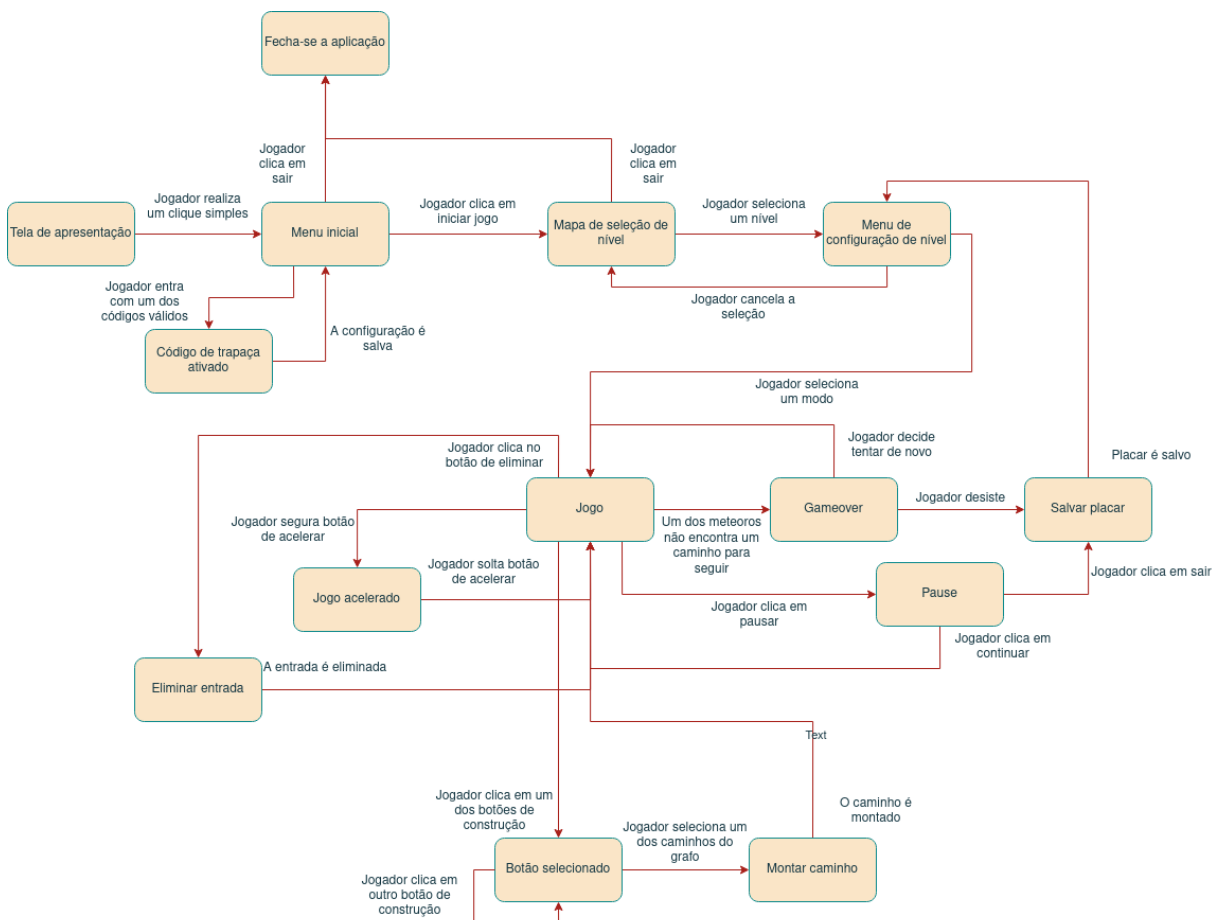 Fecha-se a aplicação
Jogador
clica em
sair
Jogador
clica em
sair
Jogador realiza
um clique simples
Jogador clica em
iniciar jogo
Jogador seleciona
um nível
Tela de apresentação
Menu inicial
Mapa de seleção de
nível
Menu de
configuração de nível
Jogador entra
com um dos
códigos válidos
A configuração é
salva
Jogador cancela a
seleção
Código de trapaça
ativado
Jogador seleciona
um modo
Jogador clica no
botão de eliminar
Jogador decide
tentar de novo
Placar é salvo
Jogo
Gameover
Jogador desiste
Salvar placar
Jogador segura botão
de acelerar
Um dos meteoros
não encontra um
caminho para
seguir
Jogador solta botão
de acelerar
Jogador clica em sair
Jogo acelerado
Pause
Jogador clica em
pausar
Jogador clica em
continuar
A entrada é eliminada
Eliminar entrada
Text
Jogador clica em um
dos botões de
construção
O caminho é
montado
Jogador seleciona um
dos caminhos do
grafo
Botão selecionado
Montar caminho
Jogador clica em
outro botão de
construção